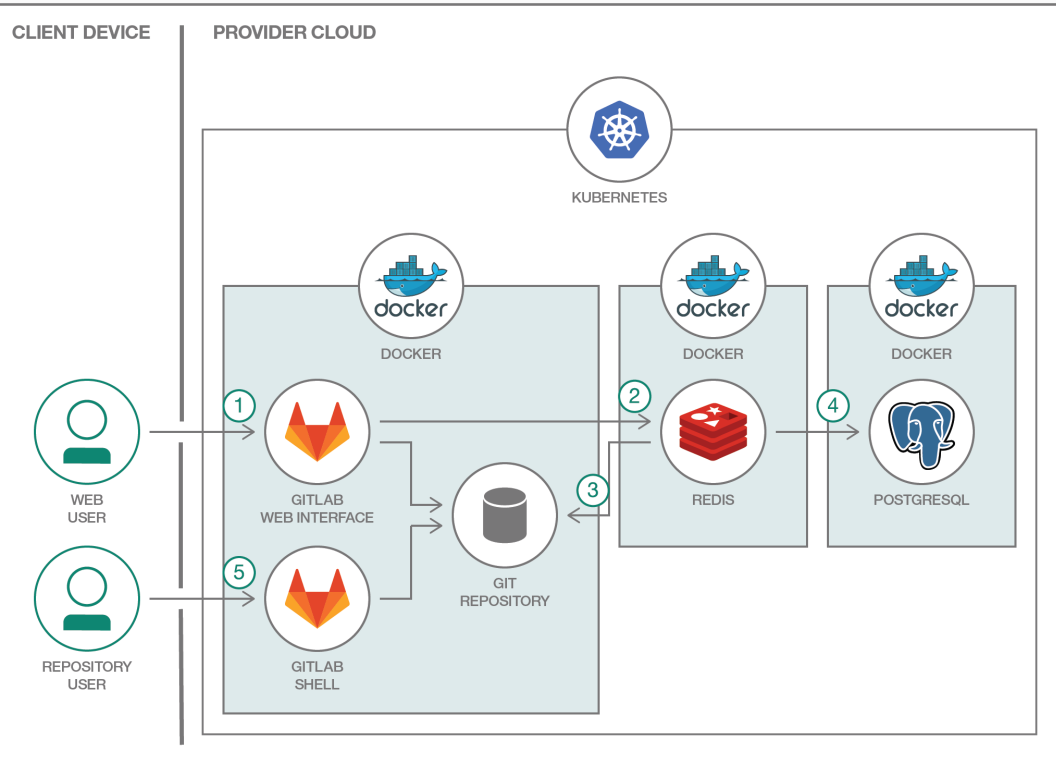 CLIENT DEVICE
PROVIDER CLOUD
KUBERNETES
docker
DOCKER
docker
DOCKER
docker
DOCKER
1
2
4
WEB
USER
GITLAB
WEB INTERFACE
REDIS
POSTGRESQL
3
5
GIT
REPOSITORY
REPOSITORY
USER
GITLAB
SHELL